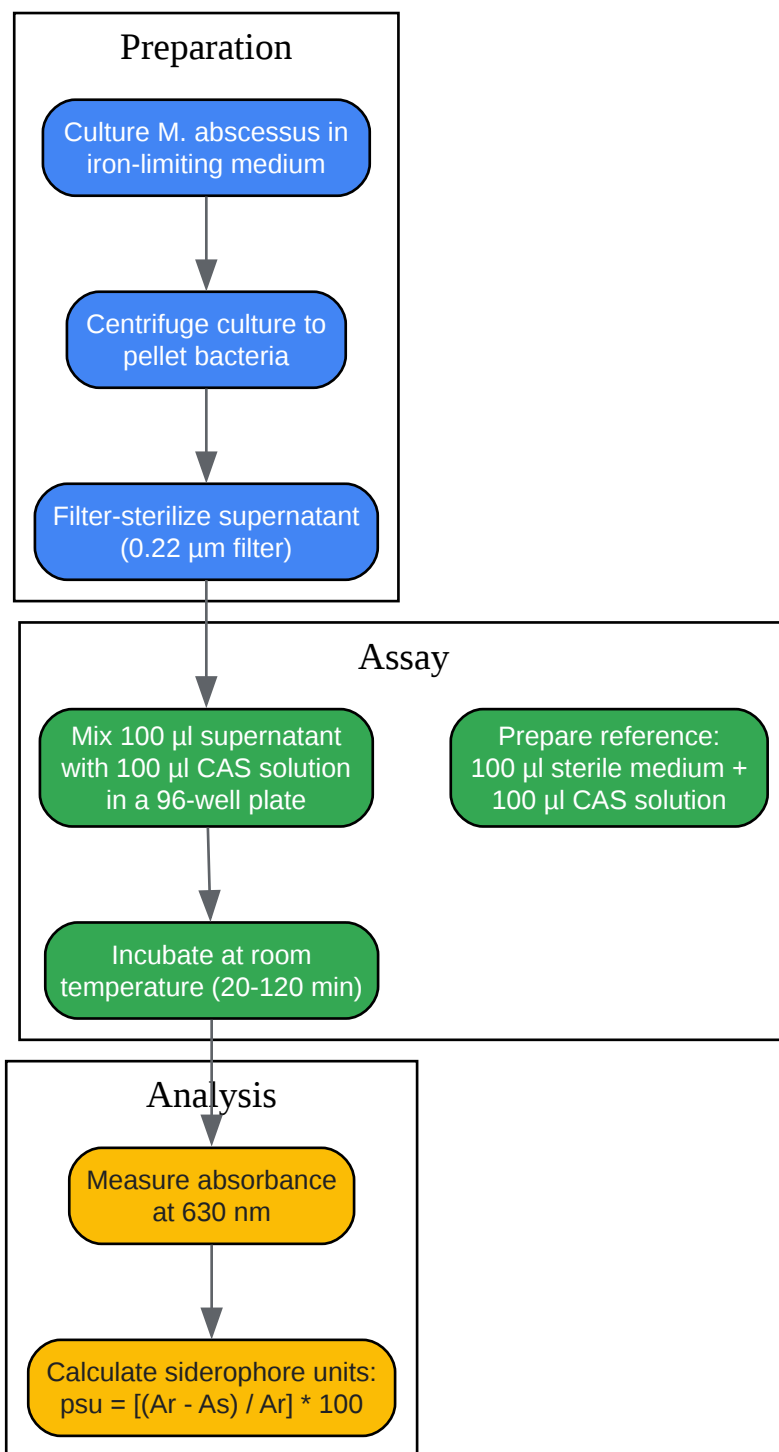 Preparation
Culture M. abscessus in
iron-limiting medium
Centrifuge culture to
pellet bacteria
Filter-sterilize supernatant
(0.22 µm filter)
Assay
Mix 100 µl supernatant
with 100 µl CAS solution
in a 96-well plate
Prepare reference:
100 µl sterile medium +
100 µl CAS solution
Incubate at room
temperature (20-120 min)
Analysis
Measure absorbance
at 630 nm
Calculate siderophore units:
psu = [(Ar - As) / Ar] * 100